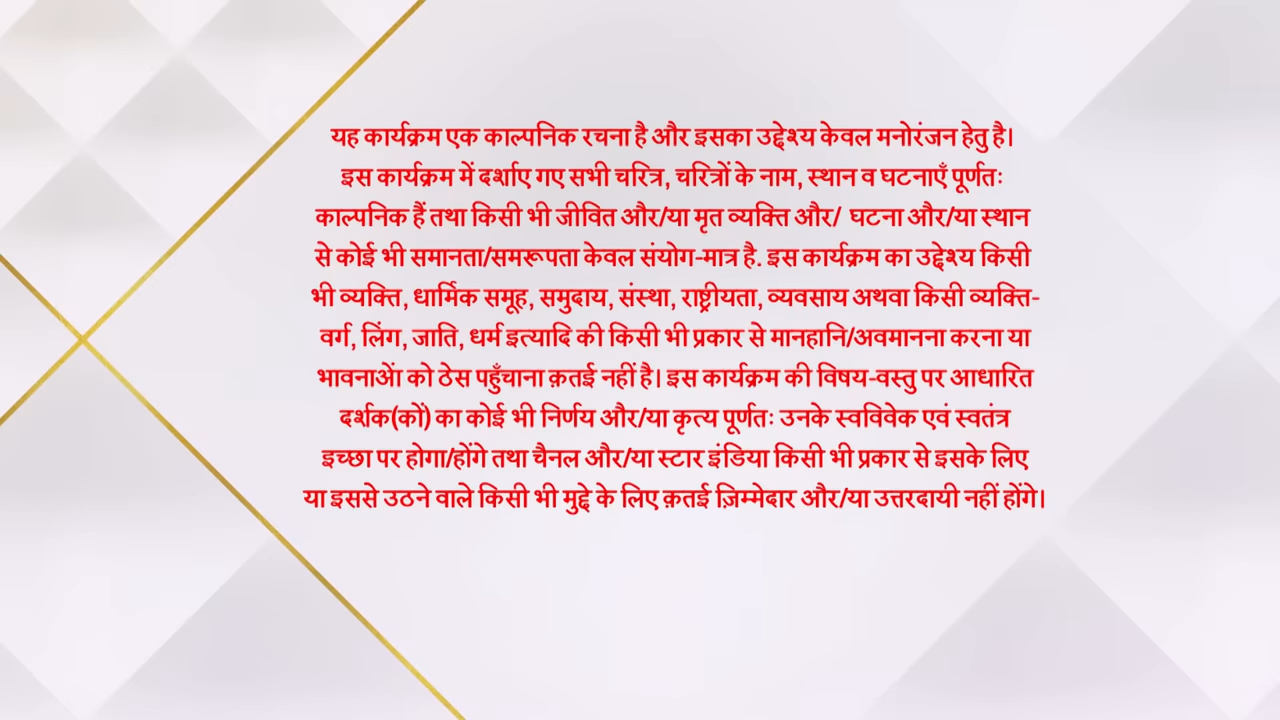 यह कार्यक्रम एक काल्पनिक रचना है और इसका उद्देश्य केवल मनोरंजन हेतु है।
इस कार्यक्रम में दर्शाए गए सभी चरित्र, चरित्रों के नाम, स्थान व घटनाएँ पूर्णतः
काल्पनिक हैं तथा किसी भी जीवित और/या मृत व्यक्ति और/ घटना और/या स्थान
से कोई भी समानता/समरूपता केवल संयोग-मात्र है. इस कार्यक्रम का उद्देश्य किसी
भी व्यक्ति, धार्मिक समूह, समुदाय, संस्था, राष्ट्रीयता, व्यवसाय अथवा किसी व्यक्ति-
वर्ग, लिंग, जाति, धर्म इत्यादि की किसी भी प्रकार से मानहानि/अवमानना करना या
भावनाओं को ठेस पहुँचाना क़तई नहीं है। इस कार्यक्रम की विषय-वस्तु पर आधारित
दर्शक(कों) का कोई भी निर्णय और/या कृत्य पूर्णतः उनके स्वविवेक एवं स्वतंत्र
इच्छा पर होगा/होंगे तथा चैनल और/या स्टार इंडिया किसी भी प्रकार से इसके लिए
या इससे उठने वाले किसी भी मुद्दे के लिए क़तई ज़िम्मेदार और/या उत्तरदायी नहीं होंगे।